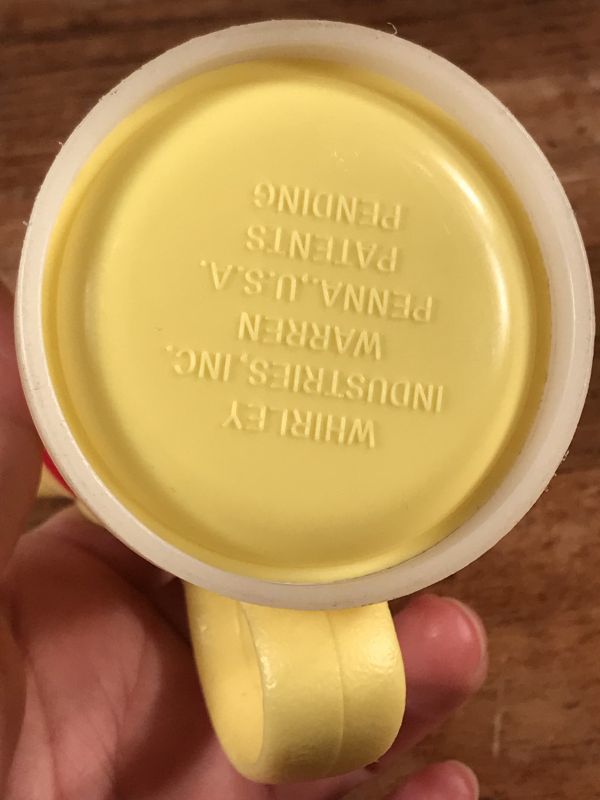 WHIRLEY
INDUSTRIES, INC.
WARREN
PENNA., U.S.A.
PATENTS
PENDING